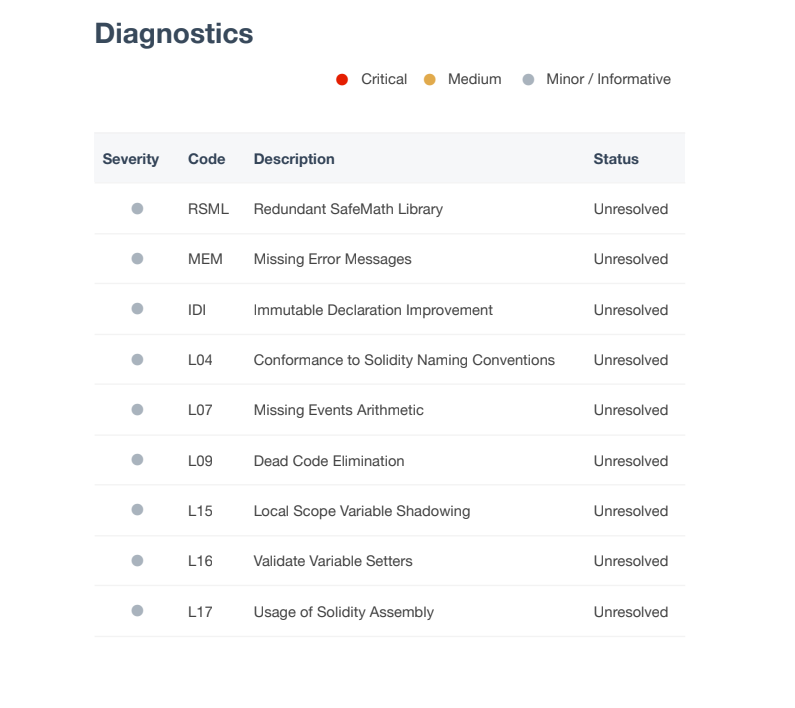 Diagnostics
Critical Medium Minor / Informative
Severity Code Description Status
RSML Redundant SafeMath Library Unresolved
MEM Missing Error Messages Unresolved
IDI Immutable Declaration Improvement Unresolved
L04 Conformance to Solidity Naming Conventions Unresolved
L07 Missing Events Arithmetic Unresolved
L09 Dead Code Elimination Unresolved
L15 Local Scope Variable Shadowing Unresolved
L16 Validate Variable Setters Unresolved
L17 Usage of Solidity Assembly Unresolved